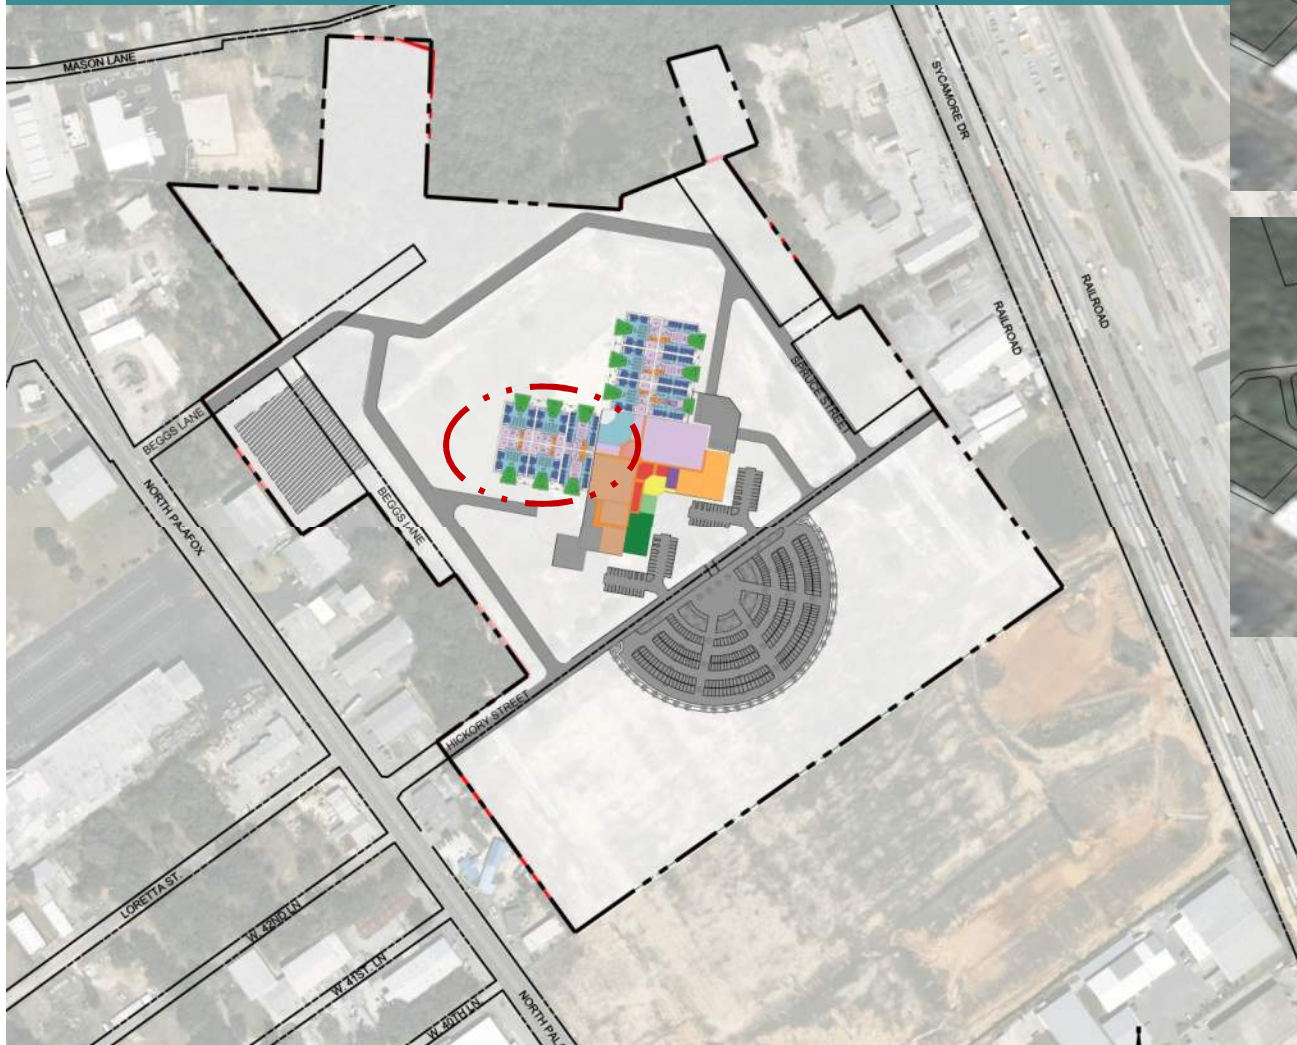 MASON LANE
SYCAMORE DR
RAILROAD
RAILROAD
SPRUCE STREET
BEGGS LANE
NORTH PALAFOX
BEGGS LANE
HICKORY STREET
LORETTA ST.
W. 42ND LN
W. 41ST. LN
W. 40TH LN
NORTH PAL